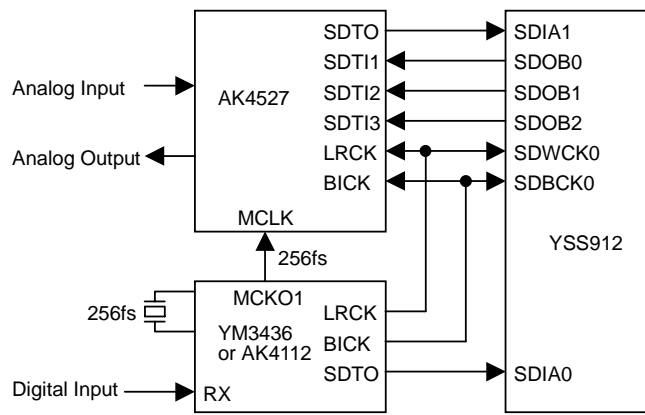 SDTO
SDIA1
SDTI1
SDOB0
Analog Input
AK4527
SDTI2
SDOB1
SDTI3
SDOB2
Analog Output
LRCK
SDWCK0
BICK
SDBCK0
MCLK
YSS912
256fs
MCKO1
256fs
LRCK
YM3436
or AK4112
BICK
SDTO
SDIA0
Digital Input
RX